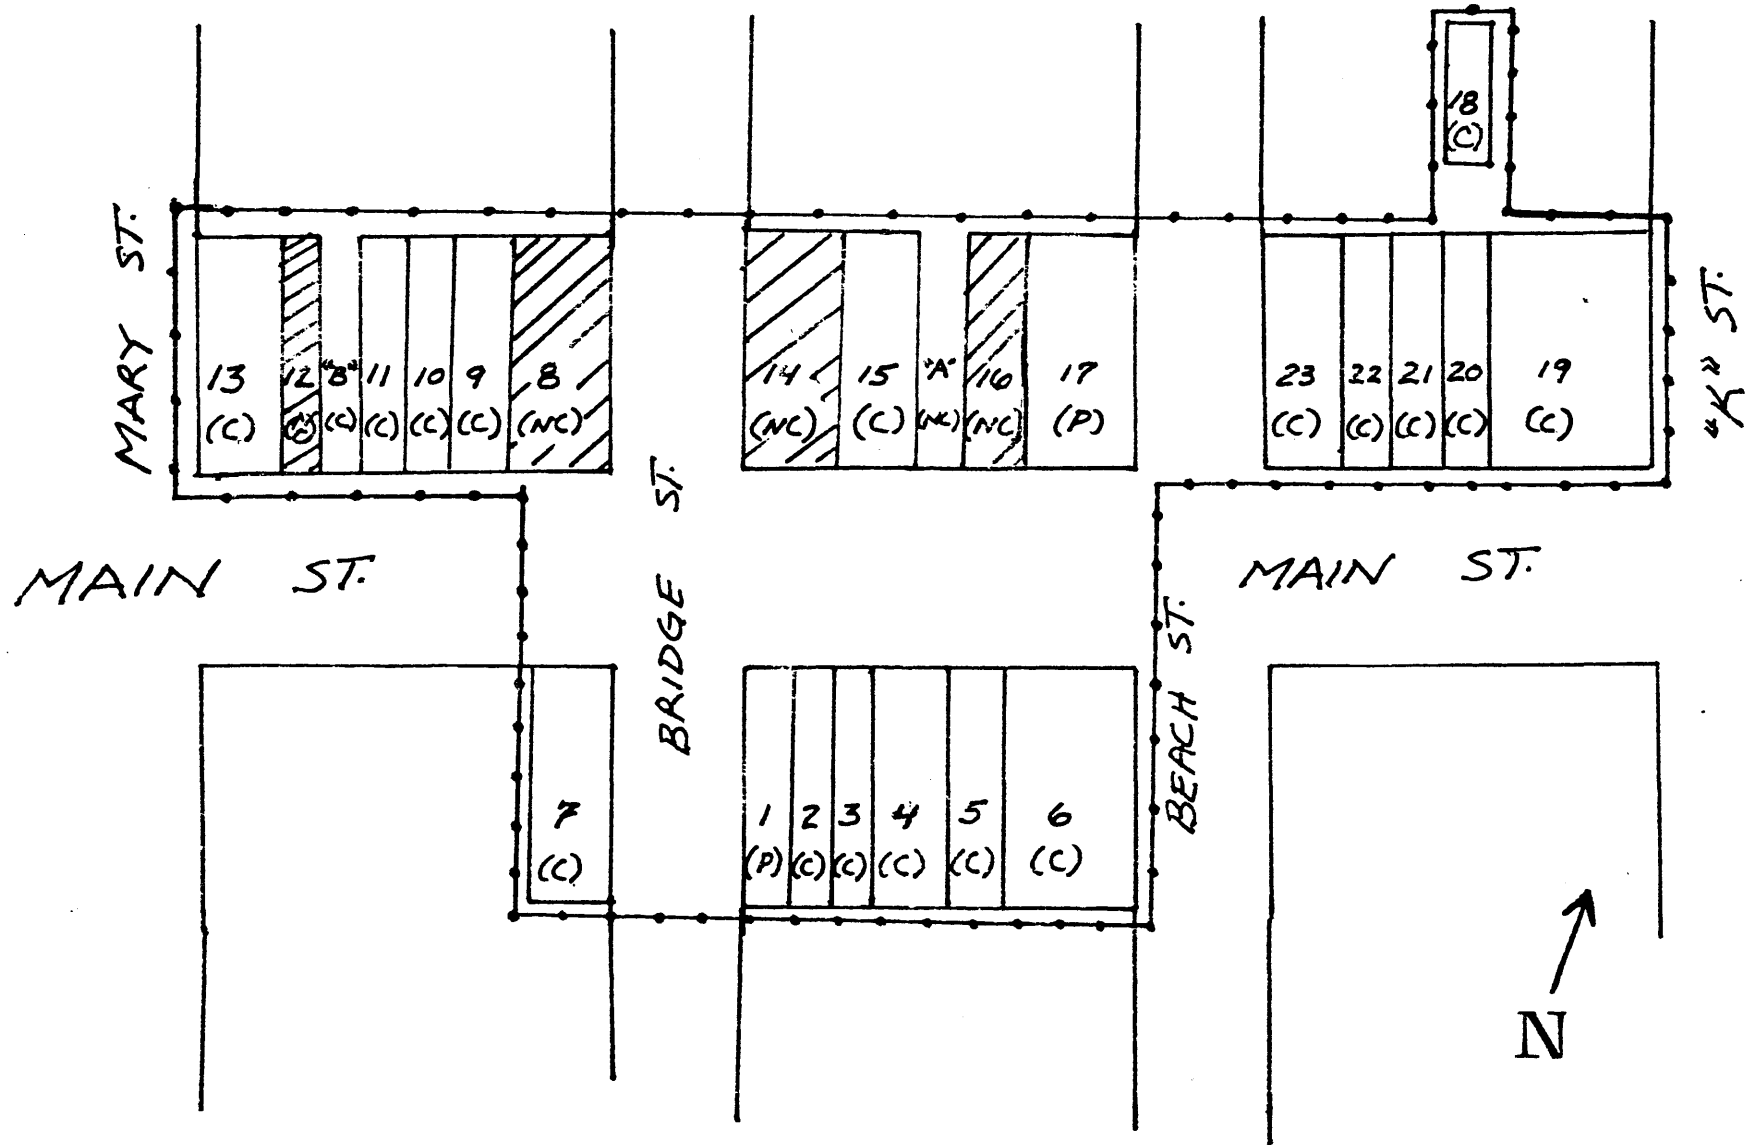 18
(C)
MARY ST.
13 12 "B" 11 10 9 8
(C) (C) (C) (C) (C) (NC)
14 15 "A" 16 17
(NC) (C) (NC) (NC) (P)
23 22 21 20 19
(C) (C) (C) (C) (C)
"K" ST.
MAIN ST.
BRIDGE ST.
MAIN ST.
BEACH ST.
7
(C)
1 2 3 4 5 6
(P) (C) (C) (C) (C) (C)
N